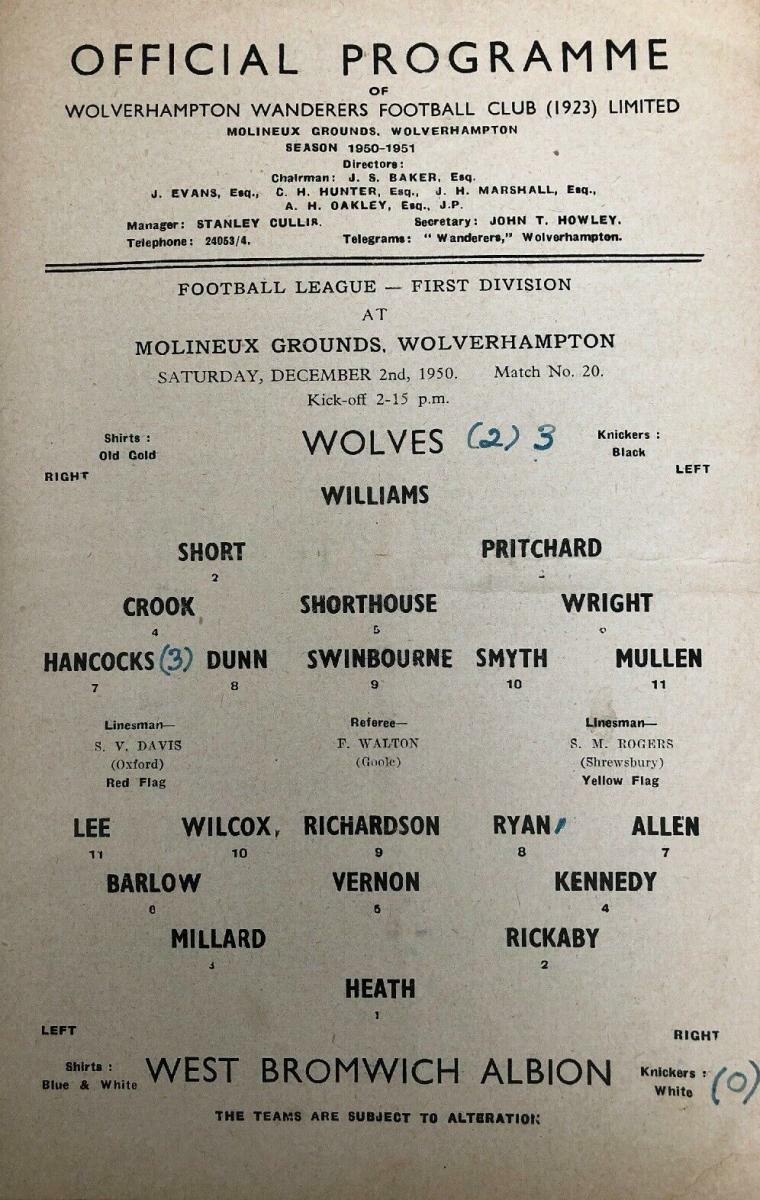 OFFICIAL PROGRAMME
OF
WOLVERHAMPTON WANDERERS FOOTBALL CLUB (1923) LIMITED
MOLINEUX GROUNDS, WOLVERHAMPTON
SEASON 1950-1951
Directors:
Chairman: J. S. BAKER, Esq.
J. EVANS, Esq., C. H. HUNTER, Esq., J. H. MARSHALL, Esq.,
A. H. OAKLEY, Esq., J.P.
Manager: STANLEY CULLIS. Secretary: JOHN T. HOWLEY.
Telephone: 24053/4. Telegrams: "Wanderers," Wolverhampton.
FOOTBALL LEAGUE — FIRST DIVISION
AT
MOLINEUX GROUNDS, WOLVERHAMPTON
SATURDAY, DECEMBER 2nd, 1950. Match No. 20.
Kick-off 2-15 p.m.
Shirts: WOLVES (2) 3 Knickers:
Old Gold Black
RIGHT LEFT
WILLIAMS
SHORT PRITCHARD
2
CROOK SHORTHOUSE WRIGHT
4 5
HANCOCKS (3) DUNN SWINBOURNE SMYTH MULLEN
7 8 9 10 11
Linesman— Referee— Linesman—
S. V. DAVIS F. WALTON S. M. ROGERS
(Oxford) (Goole) (Shrewsbury)
Red Flag Yellow Flag
LEE WILCOX, RICHARDSON RYAN ALLEN
11 10 9 8 7
BARLOW VERNON KENNEDY
6 5 4
MILLARD RICKABY
3 2
HEATH
1
LEFT RIGHT
Shirts: WEST BROMWICH ALBION Knickers:
Blue & White White (0)
THE TEAMS ARE SUBJECT TO ALTERATION